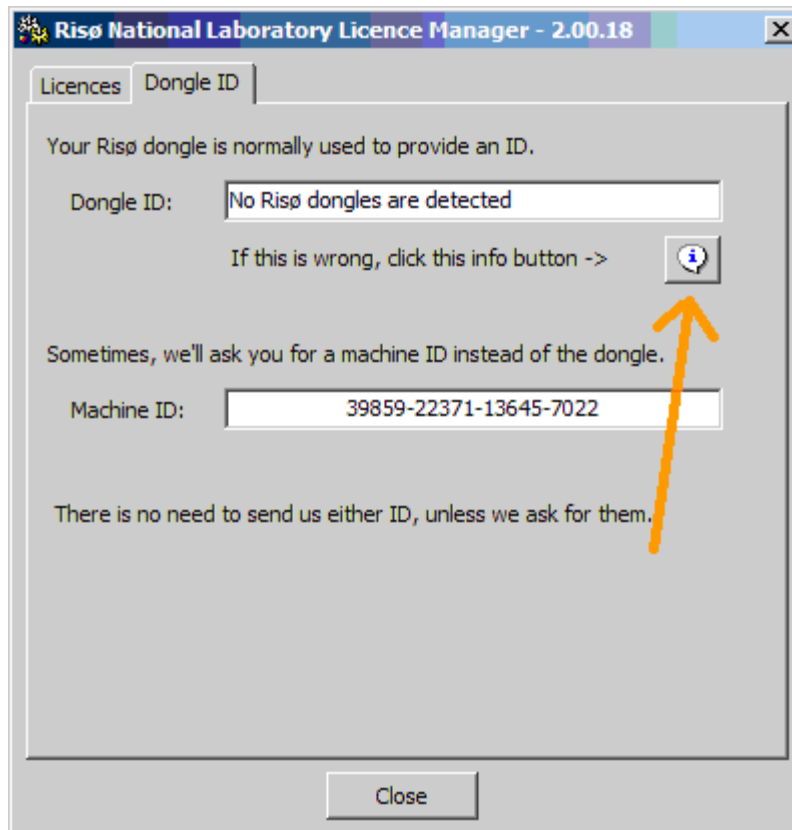 Risø National Laboratory Licence Manager - 2.00.18
Licences
Dongle ID
Your Risø dongle is normally used to provide an ID.
Dongle ID:
No Risø dongles are detected
If this is wrong, click this info button ->
Sometimes, we'll ask you for a machine ID instead of the dongle.
Machine ID:
39859-22371-13645-7022
There is no need to send us either ID, unless we ask for them.
Close